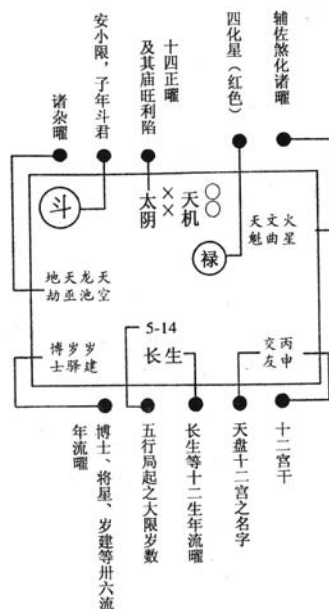 辅佐煞化诸曜
四化星（红色）
十四正曜
及其庙旺利陷
安小限，子年斗君
诸杂曜
火星
文曲
天魁
禄
○○
天机
××
太阴
斗
天空
龙池
天巫
地劫
丙申
交友
5-14
长生
岁建
岁驿
博士
十二宫干
天盘十二宫之名字
长生等十二生年流曜
五行局起之大限岁数
博士、将星、岁建等卅六流
年流曜